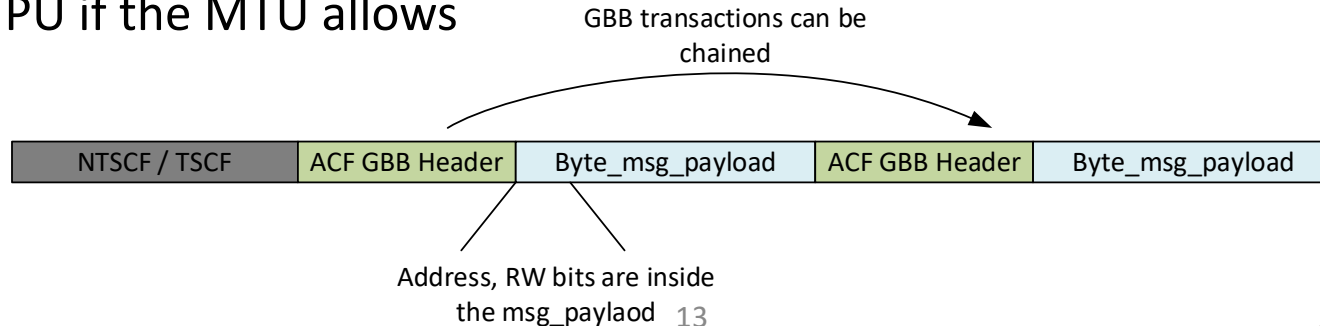 PU if the MTU allows
GBB transactions can be
chained
NTSCF / TSCF
ACF GBB Header
Byte_msg_payload
ACF GBB Header
Byte_msg_payload
Address, RW bits are inside
the msg_paylaod
13